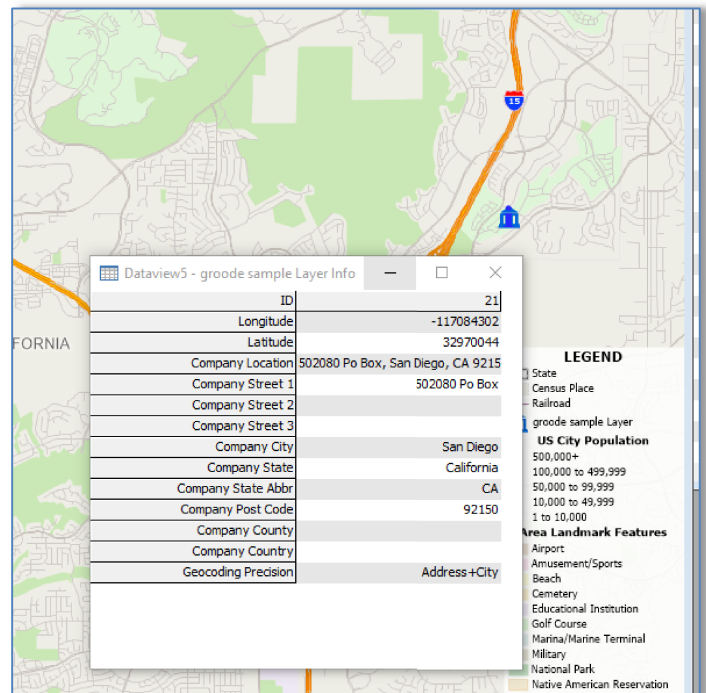 15
FORNIA
Dataview5 - groode sample Layer Info
ID 21
Longitude -117084302
Latitude 32970044
Company Location 502080 Po Box, San Diego, CA 9215
Company Street 1 502080 Po Box
Company Street 2
Company Street 3
Company City San Diego
Company State California
Company State Abbr CA
Company Post Code 92150
Company County
Company Country
Geocoding Precision Address+City
LEGEND
State
Census Place
Railroad
groode sample Layer
US City Population
500,000+
100,000 to 499,999
50,000 to 99,999
10,000 to 49,999
1 to 10,000
Area Landmark Features
Airport
Amusement/Sports
Beach
Cemetery
Educational Institution
Golf Course
Marina/Marine Terminal
Military
National Park
Native American Reservation